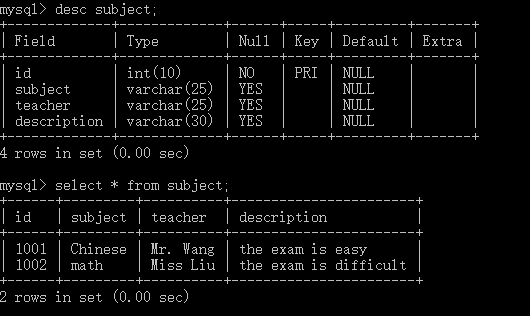 mysql> desc subject;
+-------------+-------------+------+-----+---------+-------+
| Field       | Type        | Null | Key | Default | Extra |
+-------------+-------------+------+-----+---------+-------+
| id          | int(10)     | NO   | PRI | NULL    |       |
| subject     | varchar(25) | YES  |     | NULL    |       |
| teacher     | varchar(25) | YES  |     | NULL    |       |
| description | varchar(30) | YES  |     | NULL    |       |
+-------------+-------------+------+-----+---------+-------+
4 rows in set (0.00 sec)
mysql> select * from subject;
+------+---------+----------+-----------------------+
| id   | subject | teacher  | description           |
+------+---------+----------+-----------------------+
| 1001 | Chinese | Mr. Wang | the exam is easy      |
| 1002 | math    | Miss Liu | the exam is difficult |
+------+---------+----------+-----------------------+
2 rows in set (0.00 sec)